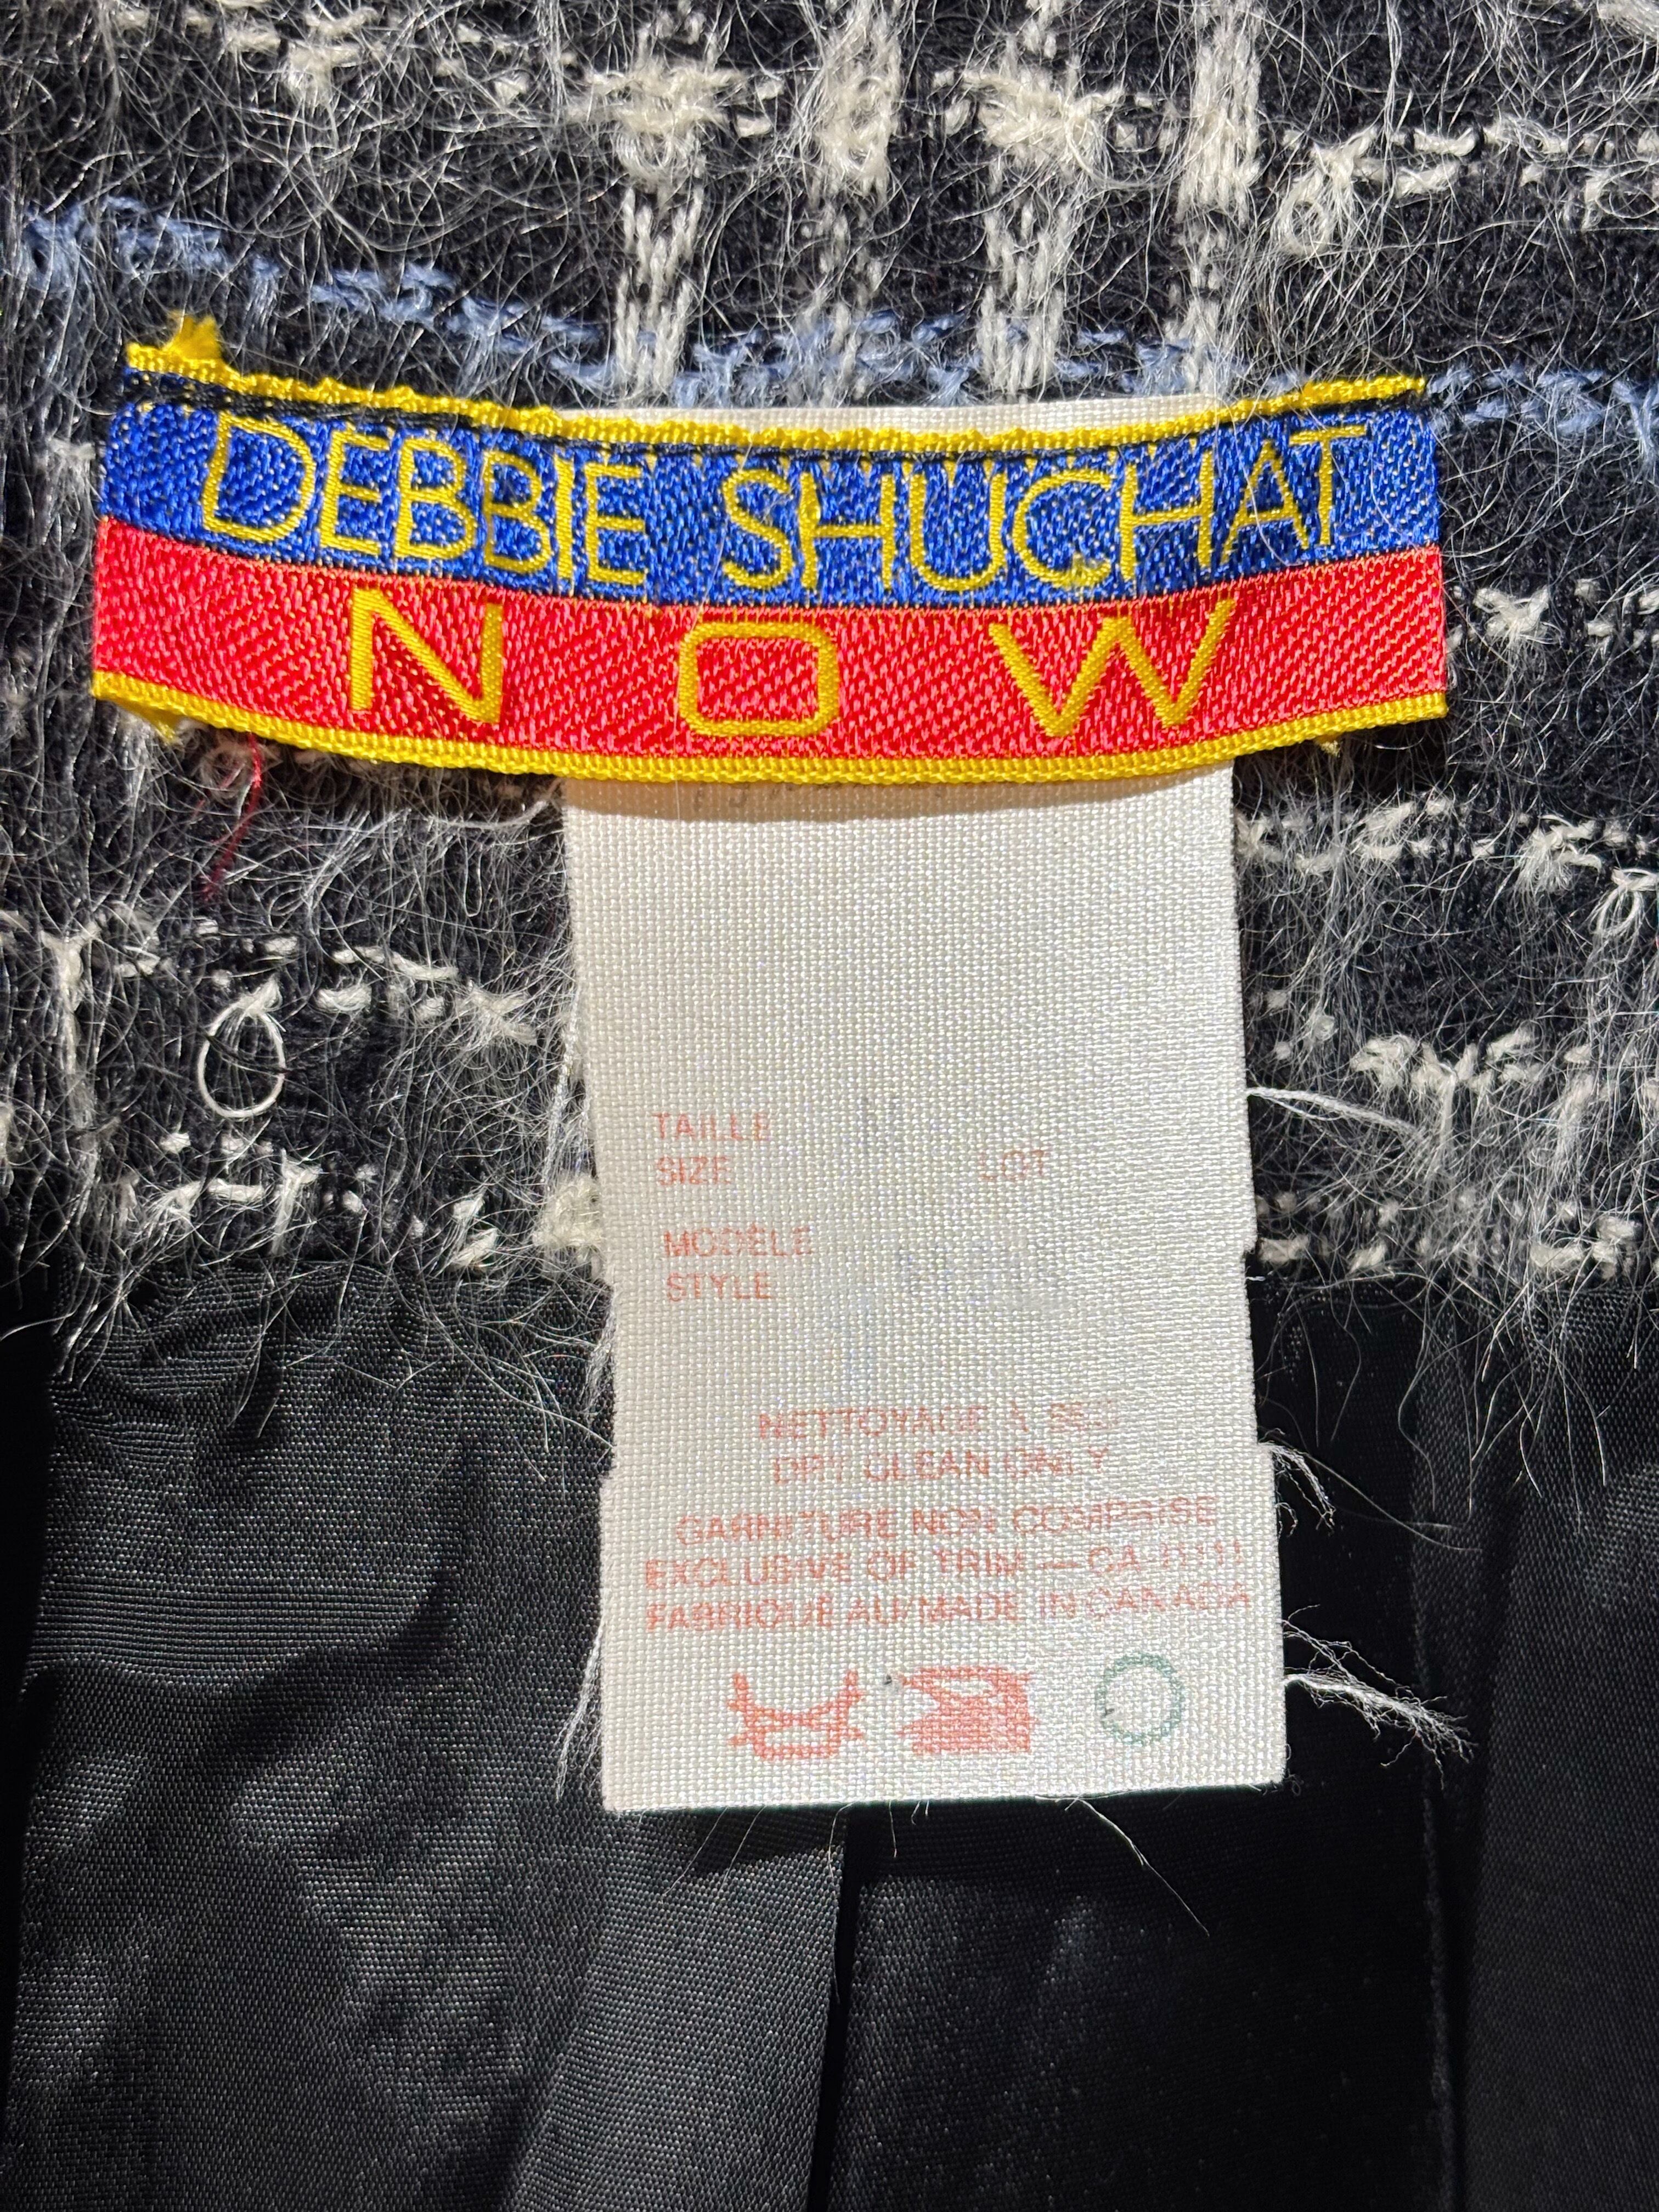 DEBBIE SHUCHAT
NOW
TAILLE
SIZE LOT
MODÈLE
STYLE
NETTOYAGE À SEC
DRY CLEAN ONLY
GARNITURE NON COMPRISE
EXCLUSIVE OF TRIM —
FABRIQUÉ AU/MADE IN CANADA